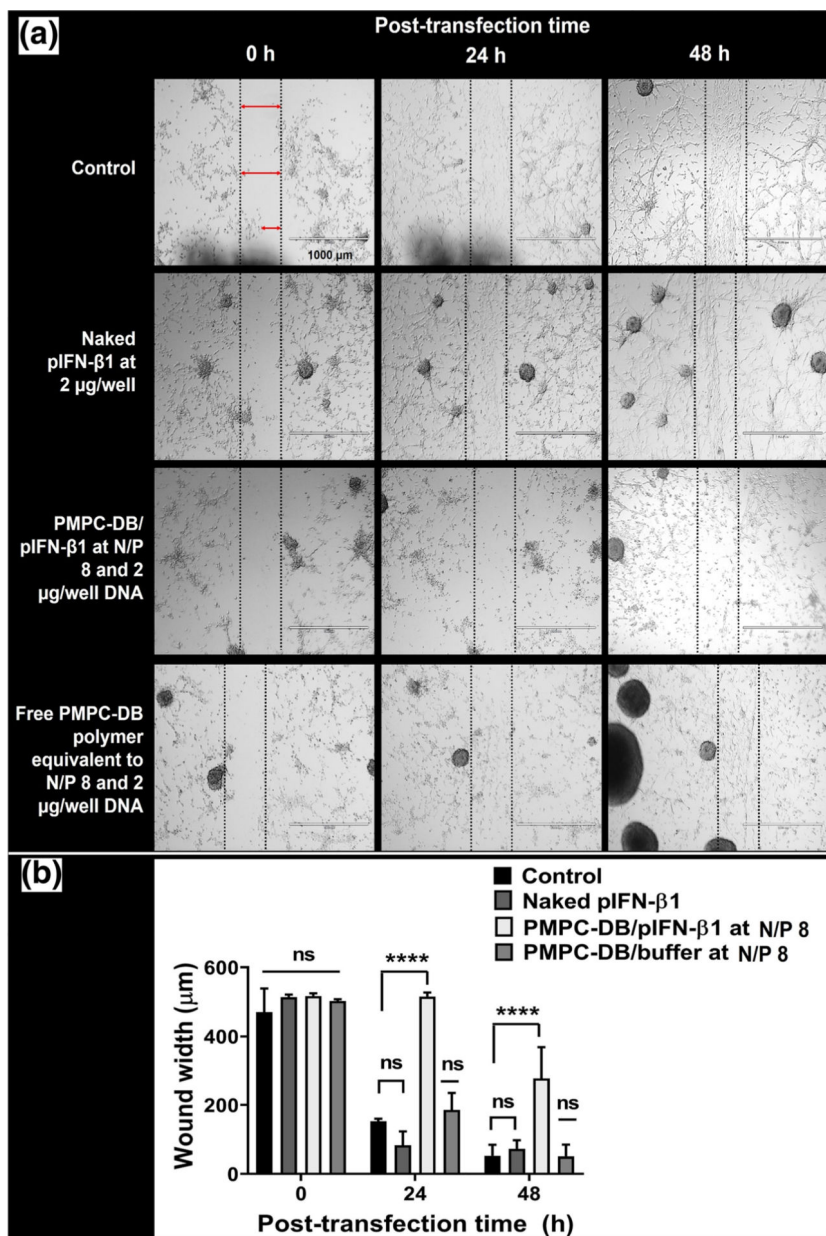 (a)
Post-transfection time
0 h
24 h
48 h
Control
1000 µm
Naked
pIFN-β1 at
2 µg/well
PMPC-DB/
pIFN-β1 at N/P
8 and 2
µg/well DNA
Free PMPC-DB
polymer
equivalent to
N/P 8 and 2
µg/well DNA
(b)
Control
Naked pIFN-β1
PMPC-DB/pIFN-β1 at N/P 8
PMPC-DB/buffer at N/P 8
Wound width (µm)
600
400
200
0
ns
****
ns
ns
****
ns
ns
0
24
48
Post-transfection time (h)